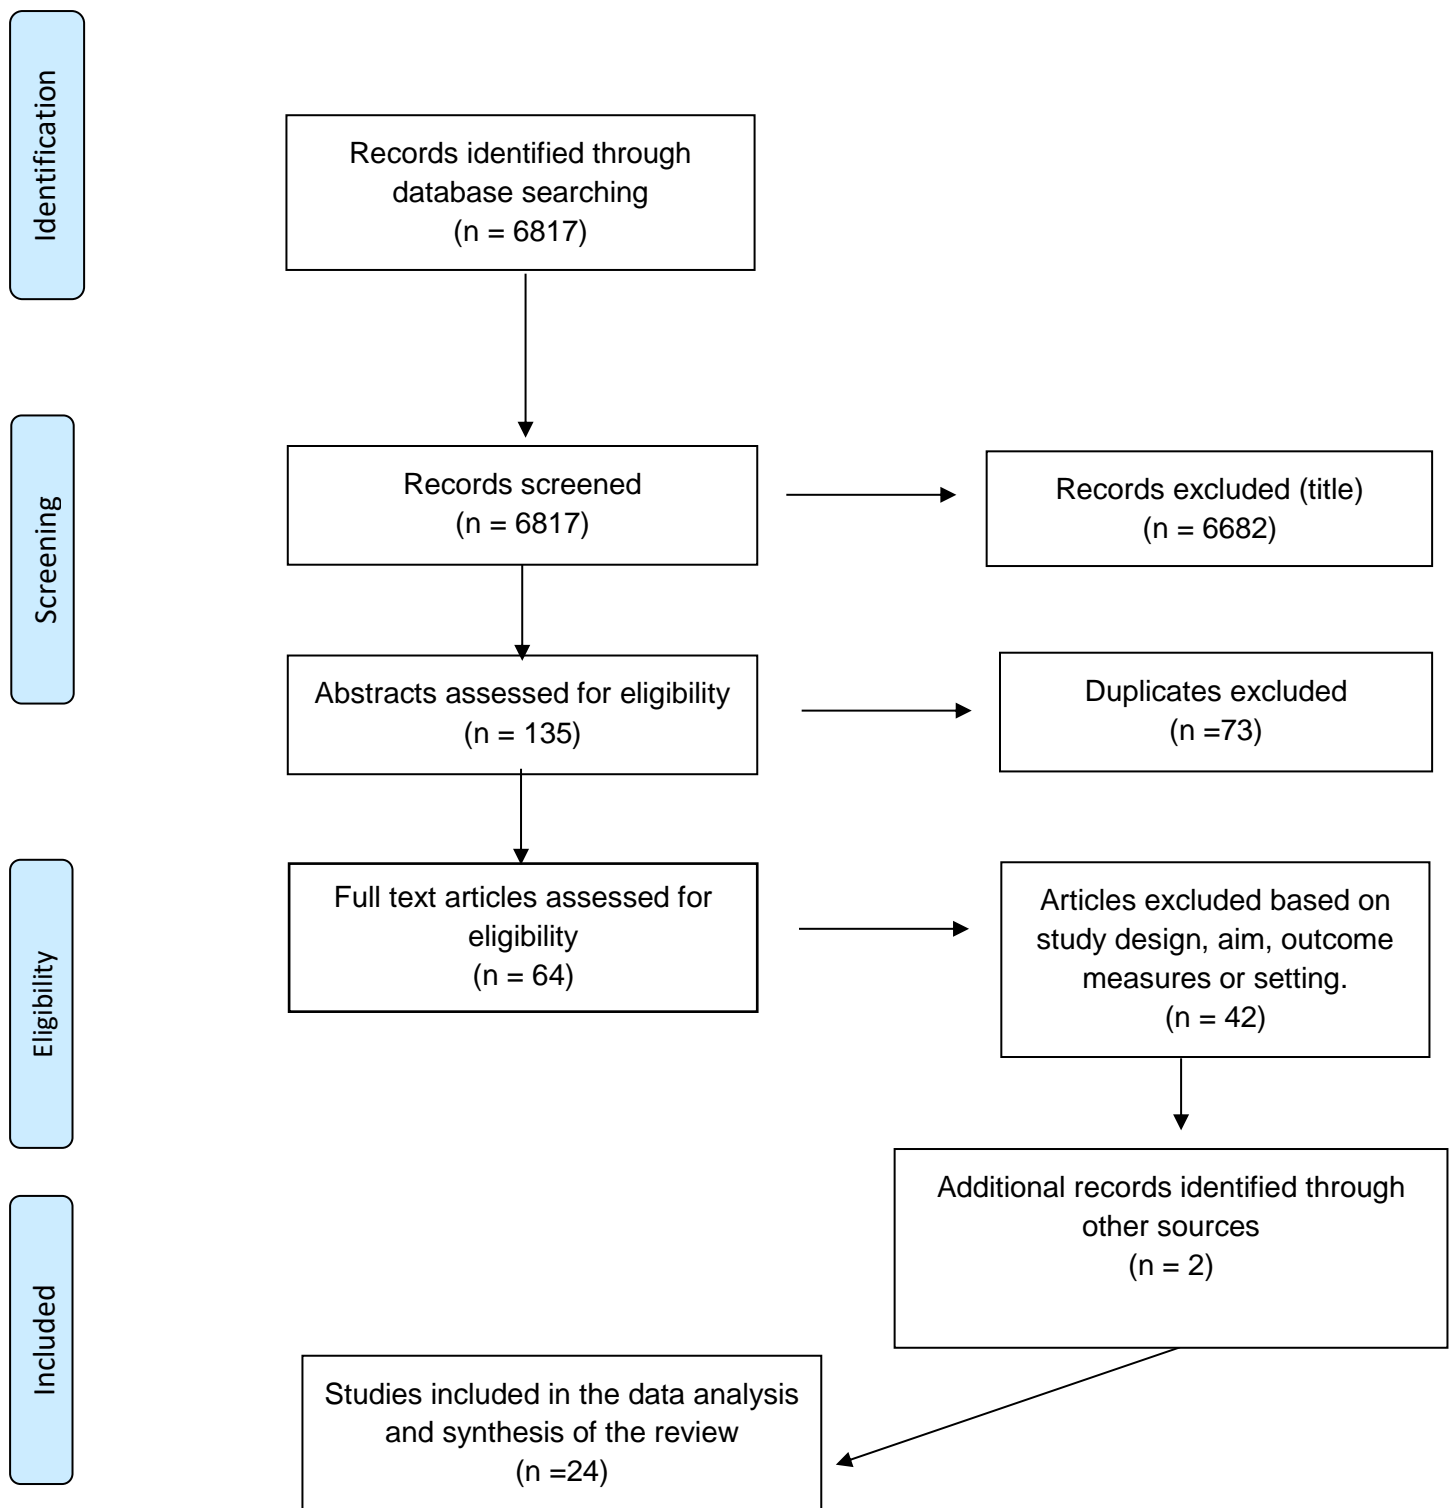 Identification
Records identified through
database searching
(n = 6817)
Screening
Records screened
(n = 6817)
Records excluded (title)
(n = 6682)
Abstracts assessed for eligibility
(n = 135)
Duplicates excluded
(n =73)
Eligibility
Full text articles assessed for
eligibility
(n = 64)
Articles excluded based on
study design, aim, outcome
measures or setting.
(n = 42)
Additional records identified through
other sources
(n = 2)
Included
Studies included in the data analysis
and synthesis of the review
(n =24)